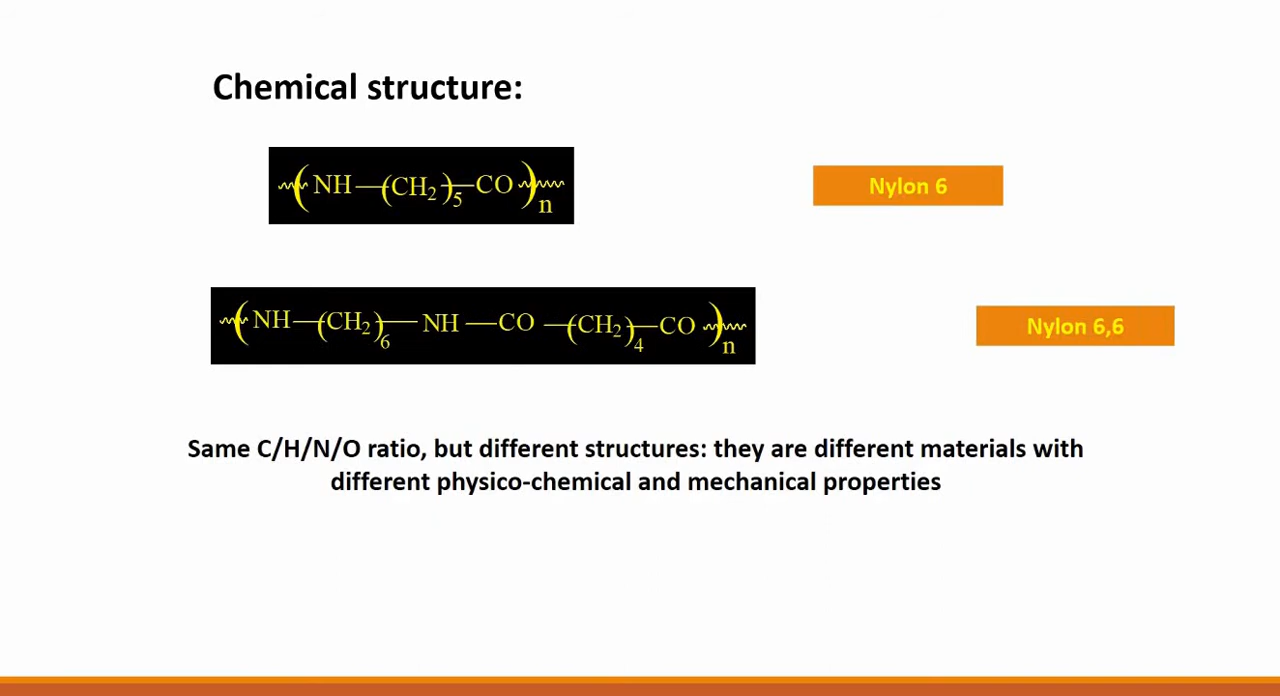 Chemical structure:
(NH—(CH2)5—CO)n
Nylon 6
(NH—(CH2)6—NH—CO—(CH2)4—CO)n
Nylon 6,6
Same C/H/N/O ratio, but different structures: they are different materials with
different physico-chemical and mechanical properties